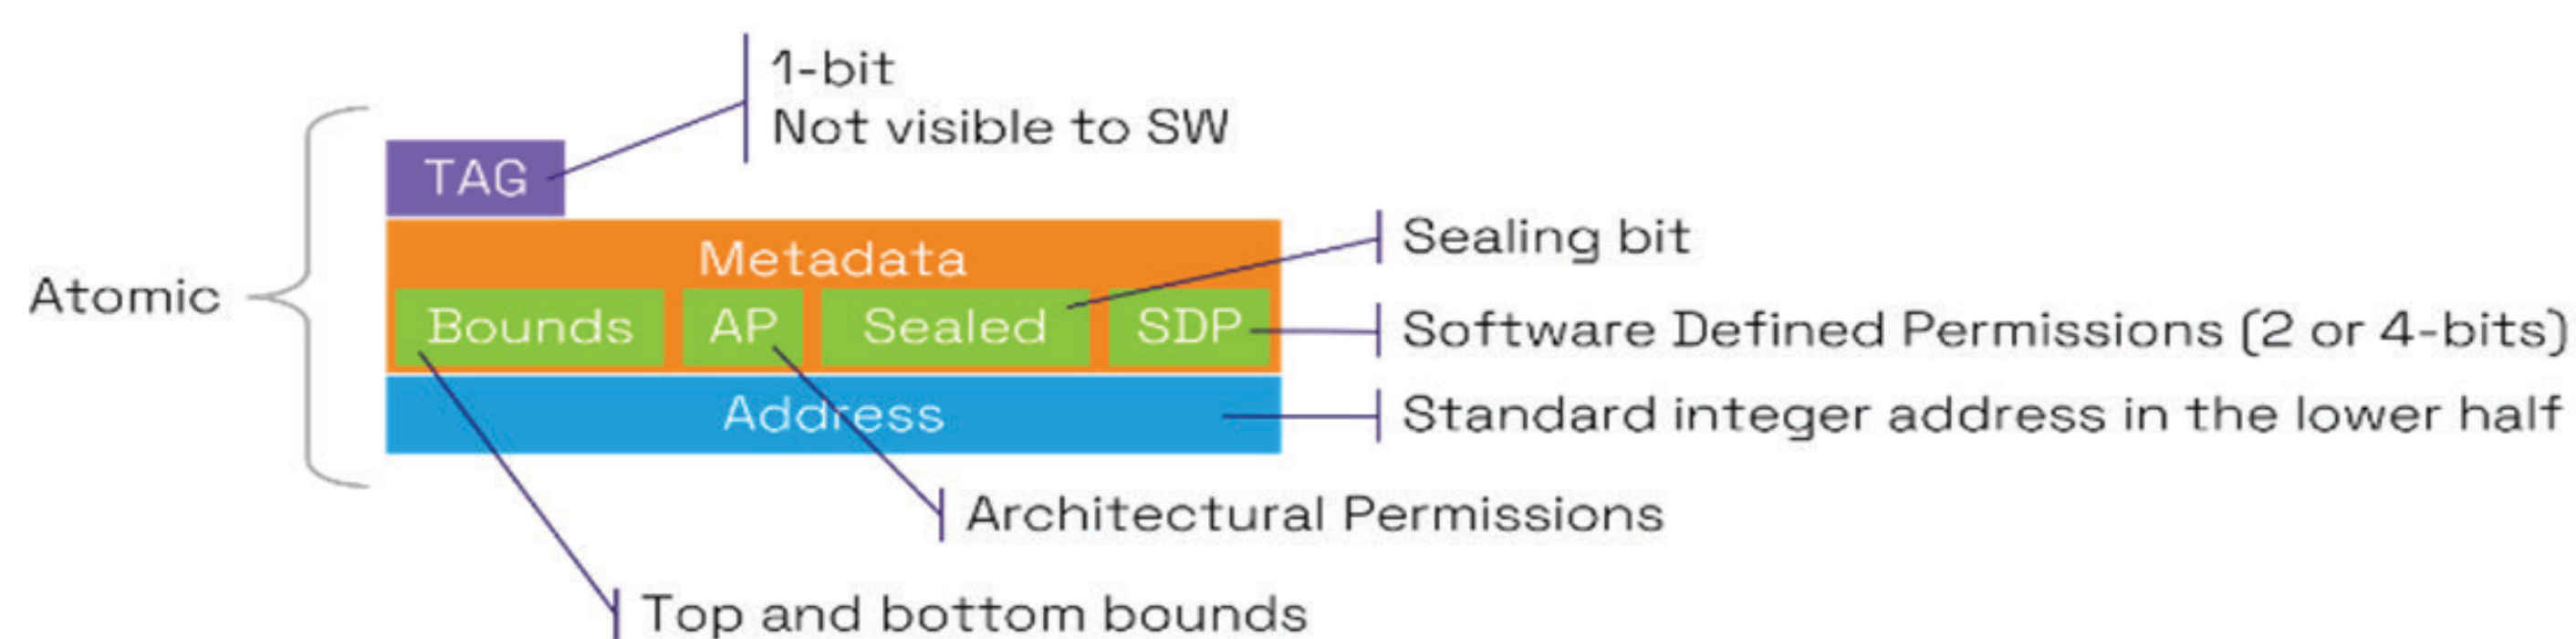 1-bit
Not visible to SW
TAG
Metadata
Sealing bit
Atomic
Bounds
AP
Sealed
SDP
Software Defined Permissions (2 or 4-bits)
Address
Standard integer address in the lower half
Architectural Permissions
Top and bottom bounds